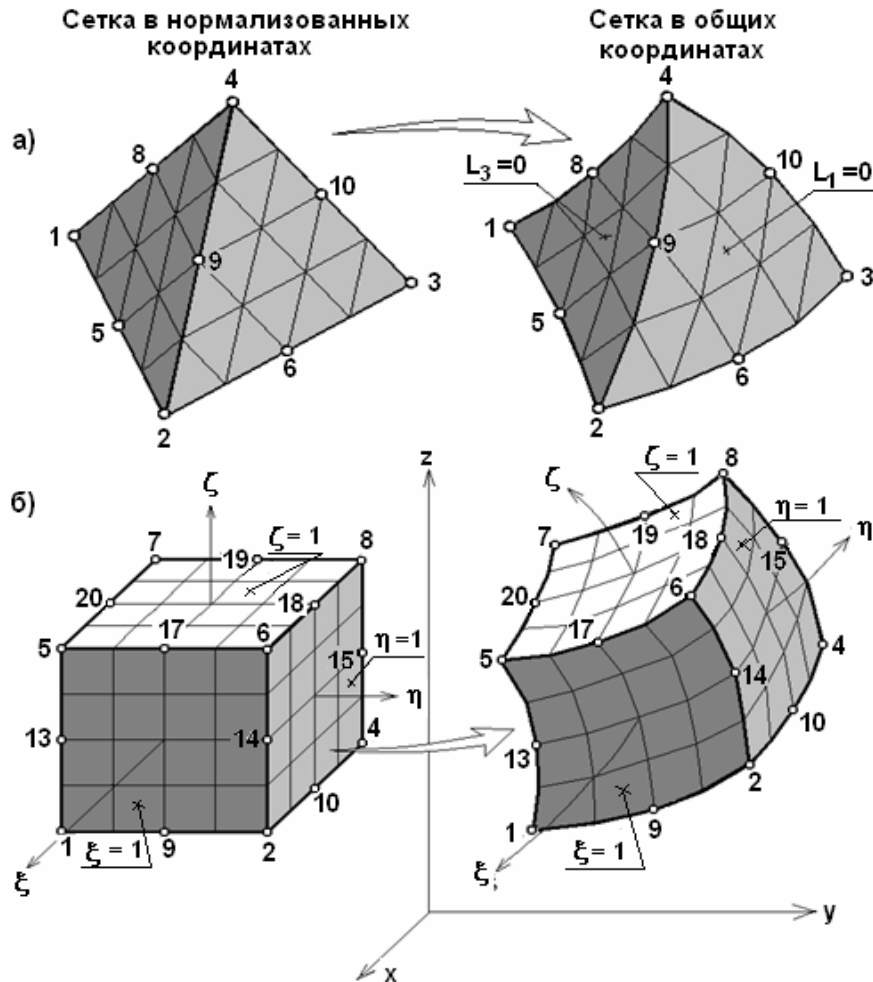 Сетка в нормализованных
координатах
Сетка в общих
координатах
а)
4
8
10
1
9
3
5
6
2
4
8
10
L3=0
L1=0
1
9
3
5
6
2
б)
ζ
ζ = 1
7
19
8
20
18
17
5
6
15
η = 1
η
13
14
4
10
1
9
2
ξ = 1
ξ
z
y
x
ζ
ζ = 1
8
η = 1
7
19
18
15
η
20
6
17
5
4
14
13
10
2
1
9
ξ = 1
ξ